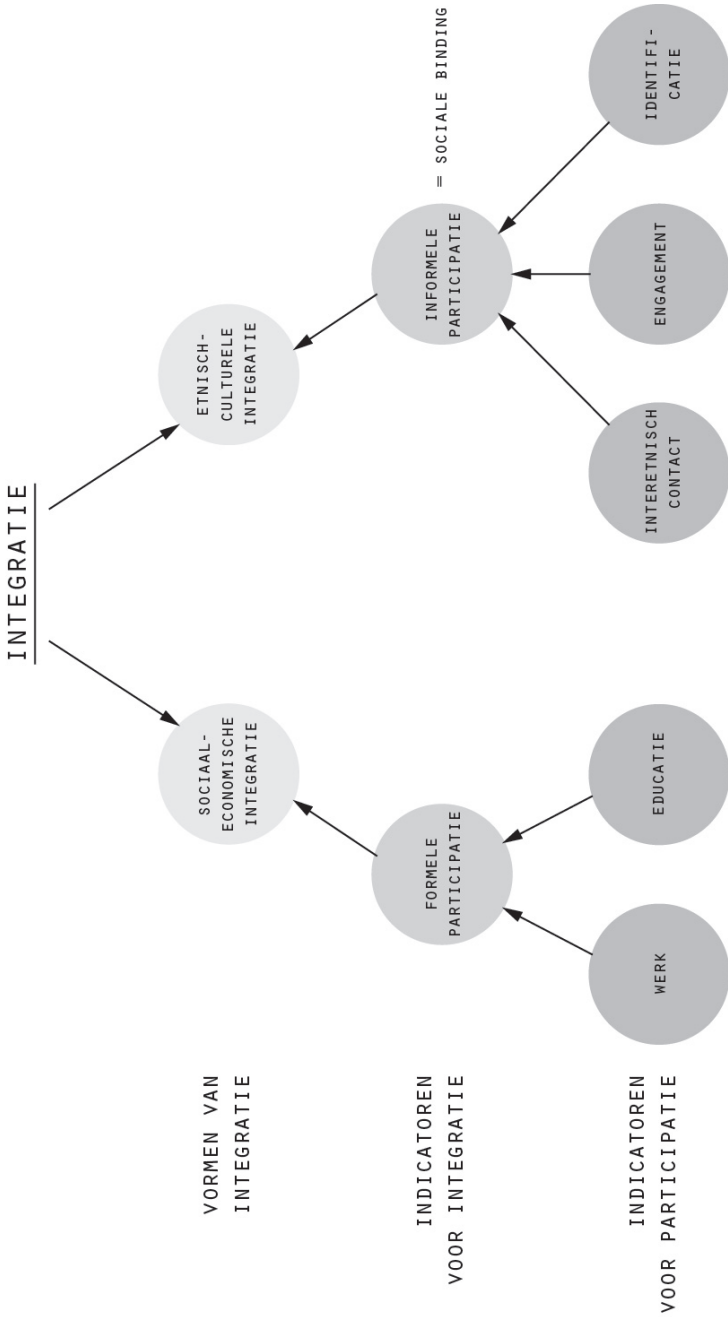 INTEGRATIE
VORMEN VAN
INTEGRATIE
SOCIAAL-
ECONOMISCHE
INTEGRATIE
ETNISCH-
CULTURELE
INTEGRATIE
INDICATOREN
VOOR INTEGRATIE
FORMELE
PARTICIPATIE
INFORMELE
PARTICIPATIE
= SOCIALE BINDING
INDICATOREN
VOOR PARTICIPATIE
WERK
EDUCATIE
INTERETNISCH
CONTACT
ENGAGEMENT
IDENTIFI-
CATIE